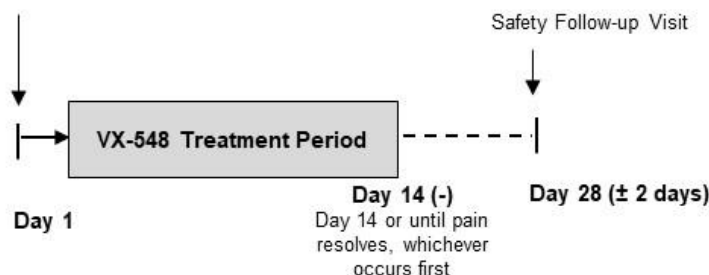 Safety Follow-up Visit
VX-548 Treatment Period
Day 1
Day 14 (-)
Day 14 or until pain
resolves, whichever
occurs first
Day 28 (± 2 days)